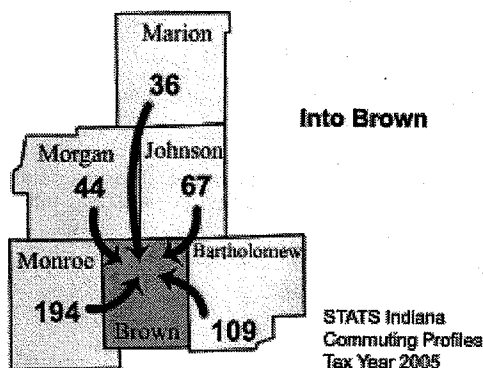 Marion
36
Into Brown
Morgan
Johnson
44
67
Monroe
Bartholomew
194
Brown
109
STATS Indiana
Commuting Profiles
Tax Year 2005